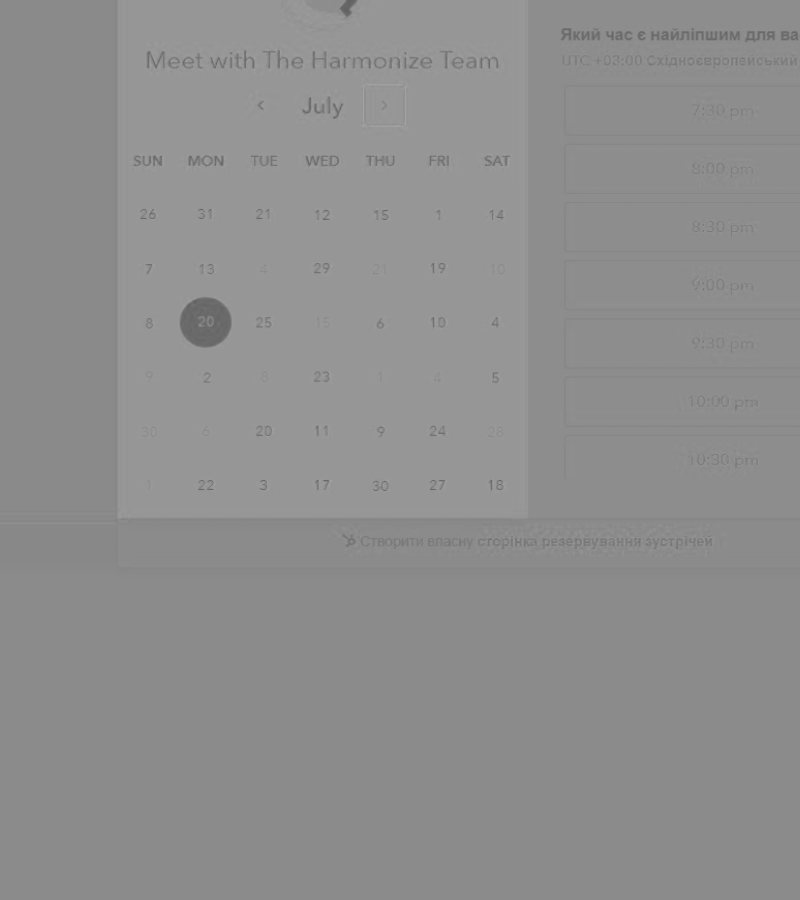 Meet with The Harmonize Team
July
SUN MON TUE WED THU FRI SAT
26 31 21 12 15 1 14
7 13 4 29 21 19 10
8 20 25 15 6 10 4
9 2 8 23 1 4 5
30 6 20 11 9 24 28
1 22 3 17 30 27 18
Який час є найліпшим для ва
UTC +03:00 Східноєвропейський
7:30 pm
8:00 pm
8:30 pm
9:00 pm
9:30 pm
10:00 pm
10:30 pm
Створити власну сторінка резервування зустрічей